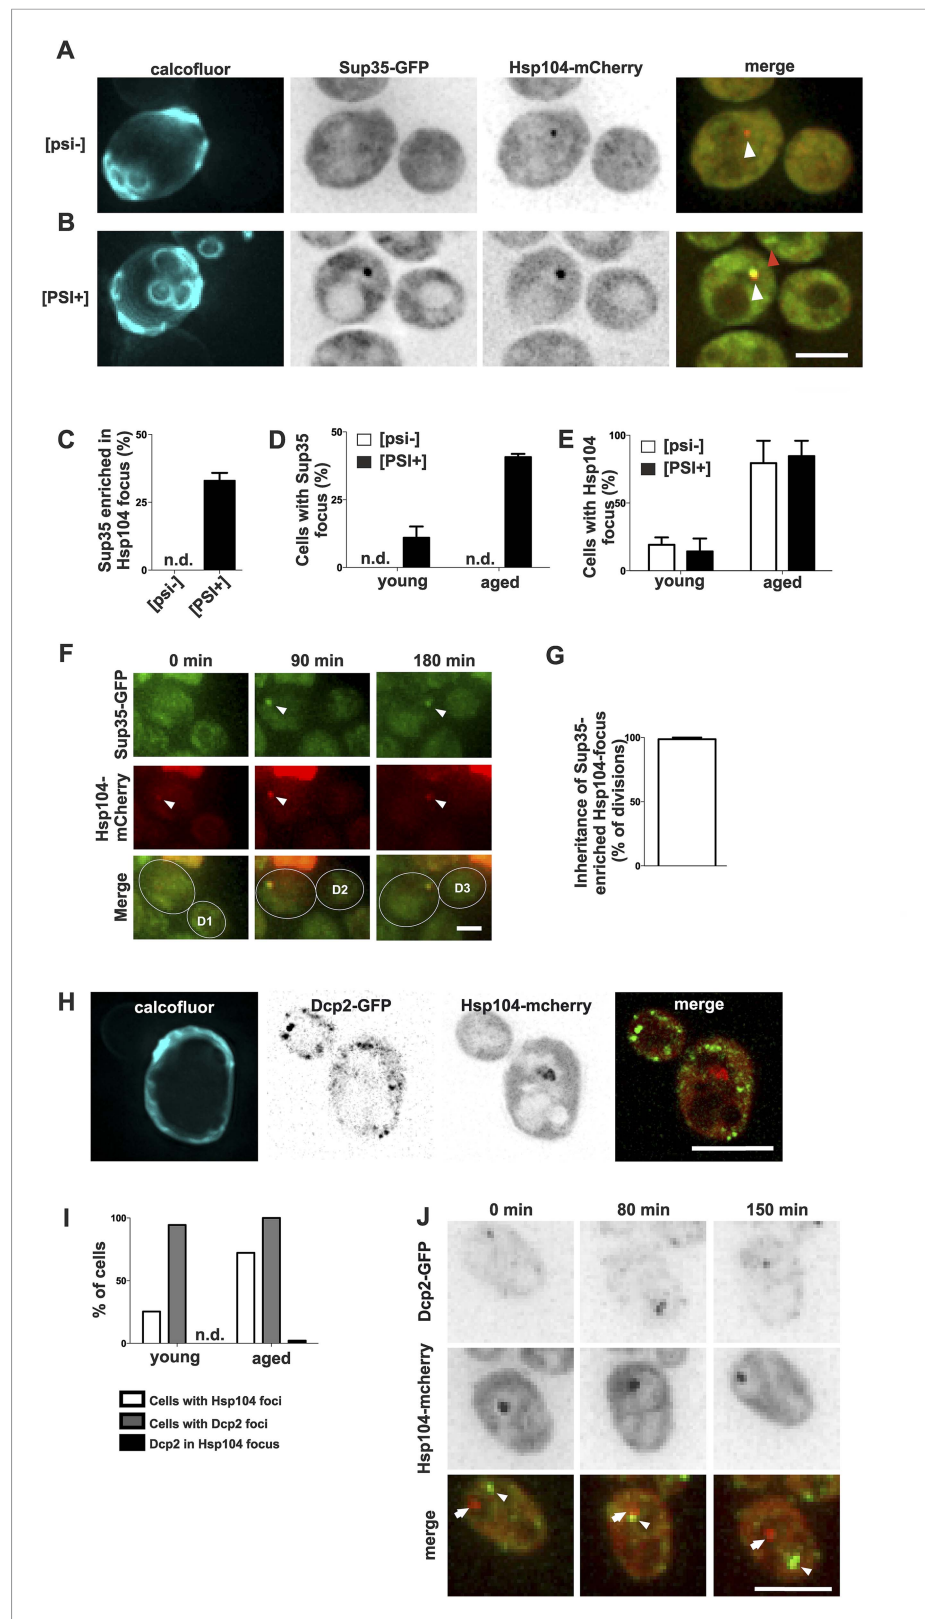 A
calcofluor Sup35-GFP Hsp104-mCherry merge
[psi-]
B
[PSI+]
C
Sup35 enriched in
Hsp104 focus (%)
50
25
0
n.d.
[psi-] [PSI+]
D
Cells with Sup35
focus (%)
50
25
0
[psi-]
[PSI+]
n.d. n.d.
young aged
E
Cells with Hsp104
focus (%)
100
50
0
[psi-]
[PSI+]
young aged
F
0 min 90 min 180 min
Sup35-GFP
Hsp104-
mCherry
Merge
D1 D2 D3
G
Inheritance of Sup35-
enriched Hsp104-focus
(% of divisions)
100
50
0
H
calcofluor Dcp2-GFP Hsp104-mcherry merge
I
% of cells
100
50
0
n.d.
young aged
Cells with Hsp104 foci
Cells with Dcp2 foci
Dcp2 in Hsp104 focus
J
0 min 80 min 150 min
Dcp2-GFP
Hsp104-mcherry
merge